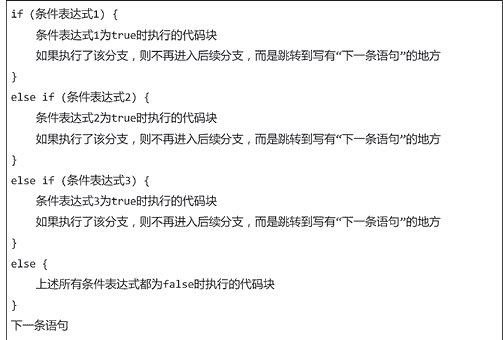 if (条件表达式1) {
条件表达式1为true时执行的代码块
如果执行了该分支，则不再进入后续分支，而是跳转到写有“下一条语句”的地方
}
else if (条件表达式2) {
条件表达式2为true时执行的代码块
如果执行了该分支，则不再进入后续分支，而是跳转到写有“下一条语句”的地方
}
else if (条件表达式3) {
条件表达式3为true时执行的代码块
如果执行了该分支，则不再进入后续分支，而是跳转到写有“下一条语句”的地方
}
else {
上述所有条件表达式都为false时执行的代码块
}
下一条语句